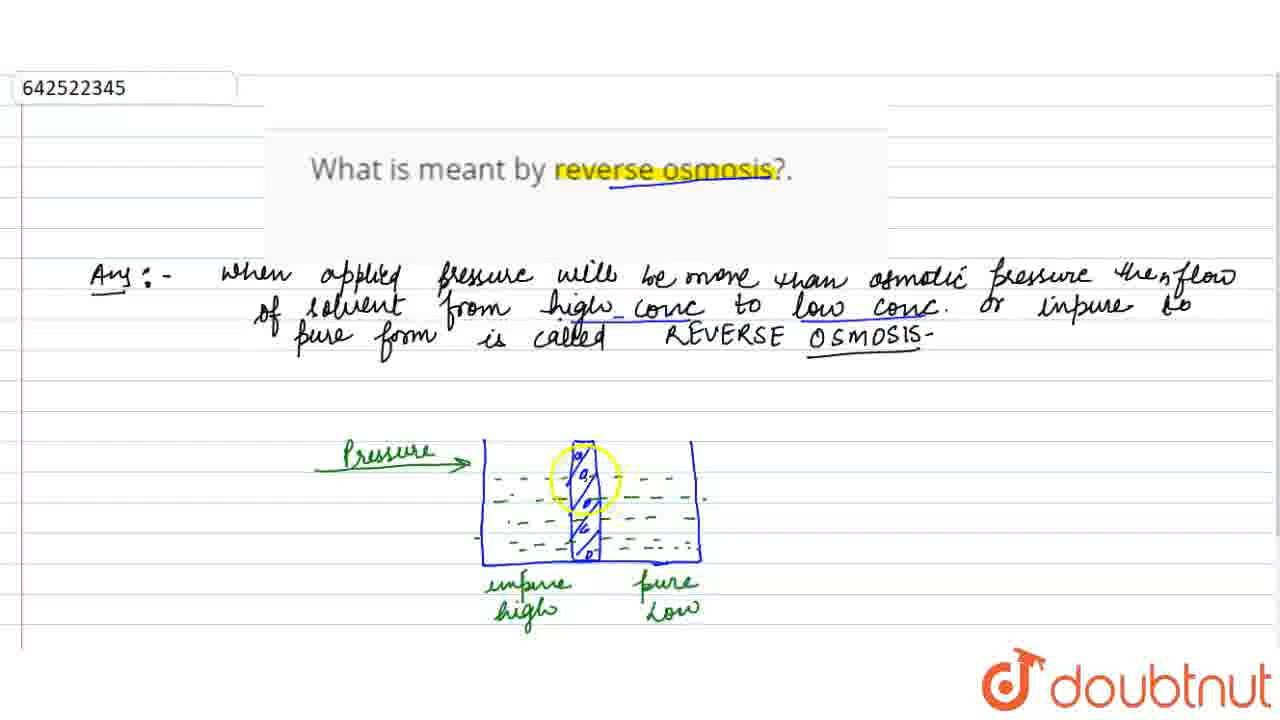 642522345
What is meant by reverse osmosis?.
Ans :- When applied pressure will be more than osmotic pressure then flow
of solvent from high conc to low conc. or inpure to
pure form is called REVERSE OSMOSIS-
Pressure
impure pure
high Low
doubtnut